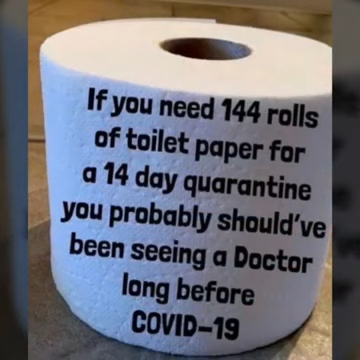 If you need 144 rolls
of toilet paper for
a 14 day quarantine
you probably should've
been seeing a Doctor
long before
COVID-19